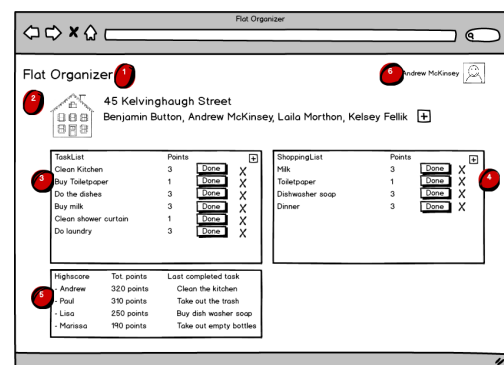 Flat Organizer
Flat Organizer 1
6 Andrew McKinsey
2
45 Kelvinghaugh Street
Benjamin Button, Andrew McKinsey, Laila Morthon, Kelsey Fellik +
3
TaskList Points +
Clean Kitchen 3 Done X
Buy Toiletpaper 1 Done X
Do the dishes 3 Done X
Buy milk 3 Done X
Clean shower curtain 1 Done X
Do laundry 3 Done X
4
ShoppingList Points +
Milk 3 Done X
Toiletpaper 1 Done X
Dishwasher soap 3 Done X
Dinner 3 Done X
5
Highscore Tot. points Last completed task
- Andrew 320 points Clean the kitchen
- Paul 310 points Take out the trash
- Lisa 250 points Buy dish washer soap
- Marissa 190 points Take out empty bottles